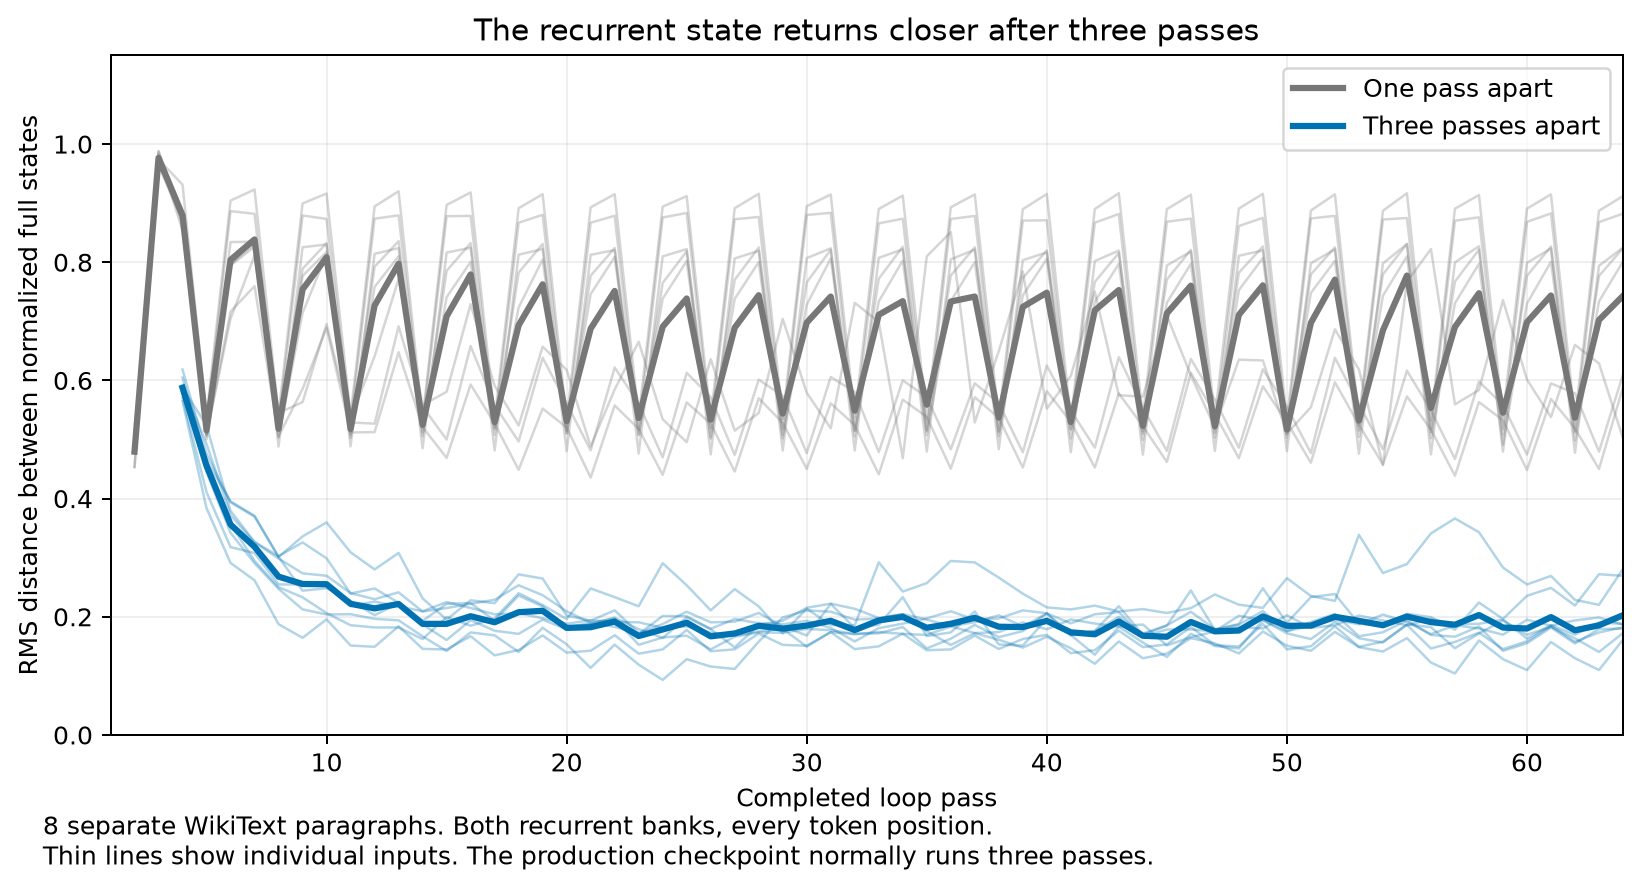 The recurrent state returns closer after three passes
One pass apart
Three passes apart
RMS distance between normalized full states
1.0
0.8
0.6
0.4
0.2
0.0
10 20 30 40 50 60
Completed loop pass
8 separate WikiText paragraphs. Both recurrent banks, every token position.
Thin lines show individual inputs. The production checkpoint normally runs three passes.